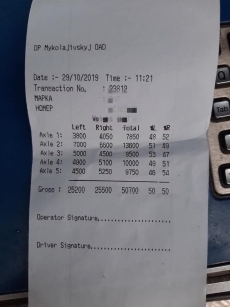 OP Mykolajivskyj OAD
Date :- 29/10/2019 Time :- 11:21
Transaction No. : 23812
МАРКА
НОМЕР
Left Right Total %L %R
Axle 1: 3800 4050 7850 48 52
Axle 2: 7000 6600 13600 51 49
Axle 3: 5000 4500 9500 53 47
Axle 4: 4900 5100 10000 49 51
Axle 5: 4500 5250 9750 46 54
Gross : 25200 25500 50700 50 50
Operator Signature
Driver Signature